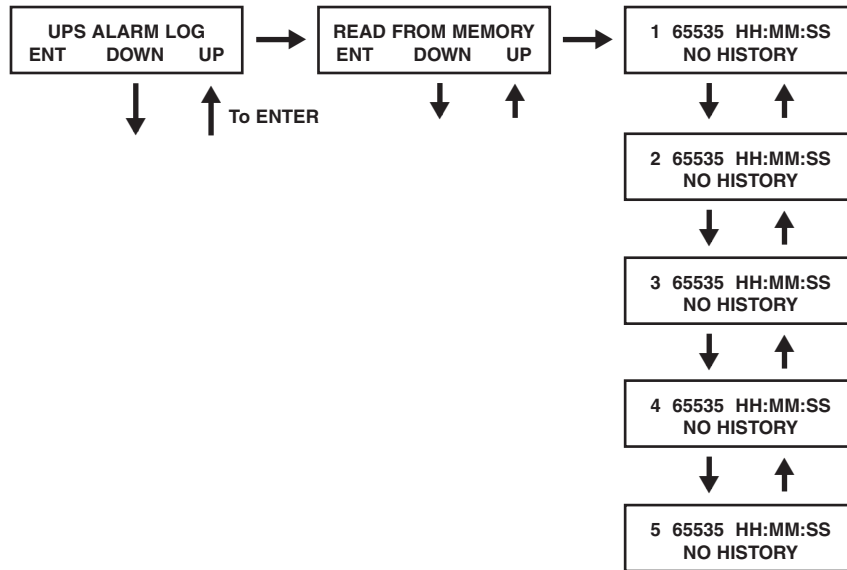 UPS ALARM LOG
ENT DOWN UP
To ENTER
READ FROM MEMORY
ENT DOWN UP
1 65535 HH:MM:SS
NO HISTORY
2 65535 HH:MM:SS
NO HISTORY
3 65535 HH:MM:SS
NO HISTORY
4 65535 HH:MM:SS
NO HISTORY
5 65535 HH:MM:SS
NO HISTORY